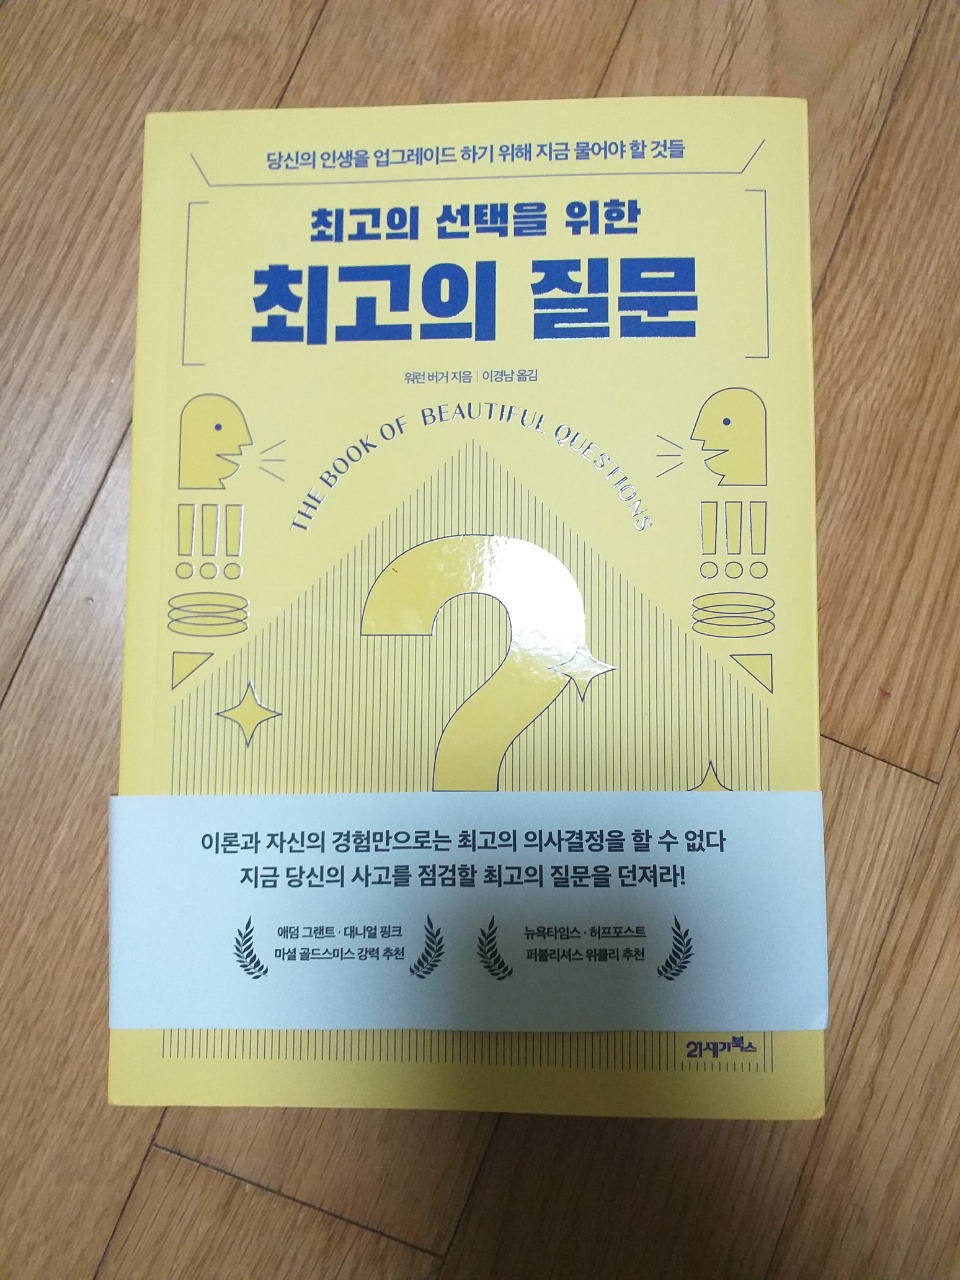 당신의 인생을 업그레이드 하기 위해 지금 물어야 할 것들
최고의 선택을 위한
최고의 질문
워런 버거 지음 | 이경남 옮김
THE BOOK OF BEAUTIFUL QUESTIONS
!!! !!!
?
이론과 자신의 경험만으로는 최고의 의사결정을 할 수 없다
지금 당신의 사고를 점검할 최고의 질문을 던져라!
애덤 그랜트 · 대니얼 핑크
마셜 골드스미스 강력 추천
뉴욕타임스 · 허프포스트
퍼블리셔스 위클리 추천
21세기북스